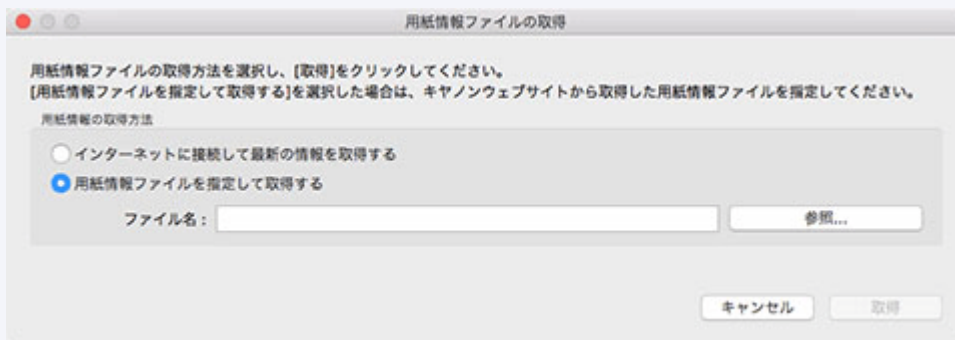 用紙情報ファイルの取得
用紙情報ファイルの取得方法を選択し、[取得]をクリックしてください。
[用紙情報ファイルを指定して取得する]を選択した場合は、キヤノンウェブサイトから取得した用紙情報ファイルを指定してください。
用紙情報の取得方法
インターネットに接続して最新の情報を取得する
用紙情報ファイルを指定して取得する
ファイル名： 参照...
キャンセル 取得